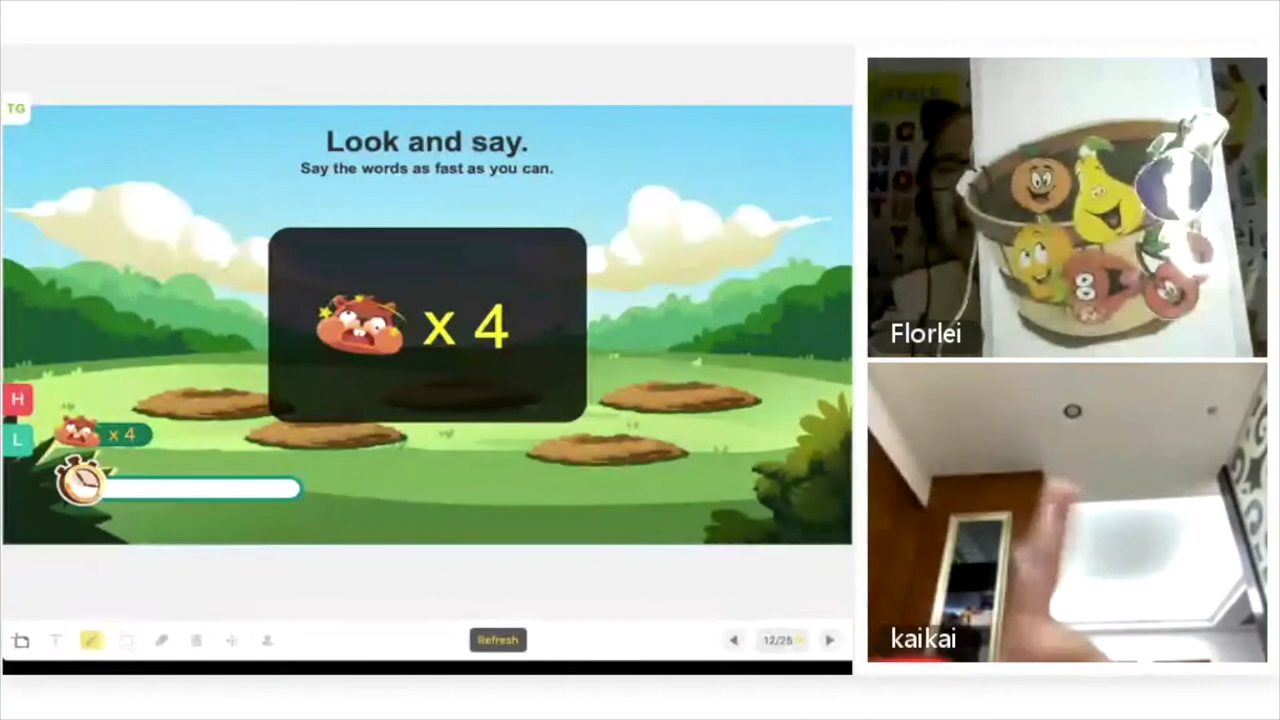 TG
Look and say.
Say the words as fast as you can.
x 4
H
L
x 4
Refresh
12/25
Florlei
kaikai